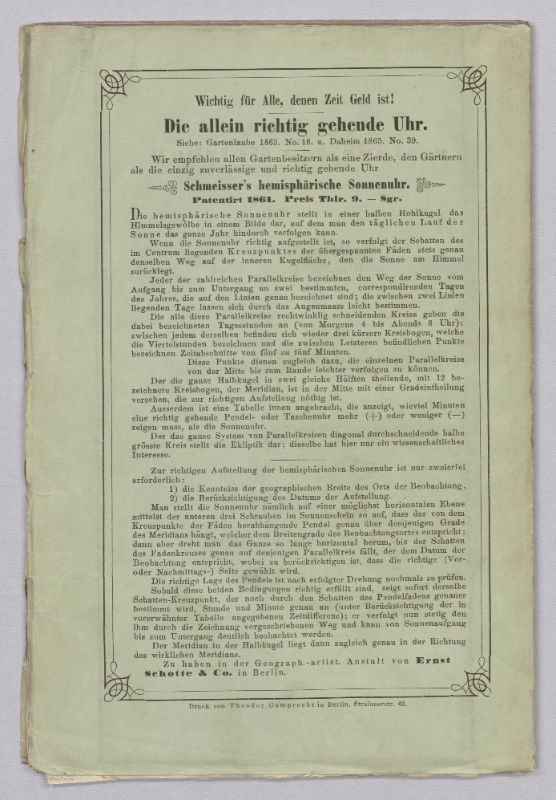 Wichtig für Alle, denen Zeit Geld ist!
Die allein richtig gehende Uhr.
Siehe: Gartenlaube 1865. No. 18. u. Daheim 1865. No. 39.
Wir empfehlen allen Gartenbesitzern als eine Zierde, den Gärtnern
als die einzig zuverlässige und richtig gehende Uhr
Schmeisser's hemisphärische Sonnenuhr.
Patentirt 1861. Preis Thlr. 9. — Sgr.
Die hemisphärische Sonnenuhr stellt in einer halben Hohlkugel das
Himmelsgewölbe in einem Bilde dar, auf dem man den täglichen Lauf der
Sonne das ganze Jahr hindurch verfolgen kann.
Wenn die Sonnenuhr richtig aufgestellt ist, so verfolgt der Schatten des
im Centrum liegenden Kreuzpunktes der übergespannten Fäden stets genau
denselben Weg auf der inneren Kugelfläche, den die Sonne am Himmel
zurücklegt.
Jeder der zahlreichen Parallelkreise bezeichnet den Weg der Sonne vom
Aufgang bis zum Untergang an zwei bestimmten, correspondirenden Tagen
des Jahres, die auf den Linien genau bezeichnet sind; die zwischen zwei Linien
liegenden Tage lassen sich durch das Augenmaass leicht bestimmen.
Die alle diese Parallelkreise rechtwinklig schneidenden Kreise geben die
dabei bezeichneten Tagesstunden an (von Morgens 4 bis Abends 8 Uhr):
zwischen jedem derselben befinden sich wieder drei kürzere Kreisbogen, welche
die Viertelstunden bezeichnen und die zwischen Letzteren befindlichen Punkte
bezeichnen Zeitabschnitte von fünf zu fünf Minuten.
Diese Punkte dienen zugleich dazu, die einzelnen Parallelkreise
von der Mitte bis zum Rande leichter verfolgen zu können.
Der die ganze Halbkugel in zwei gleiche Hälften theilende, mit 12 be-
zeichnete Kreisbogen, der Meridian, ist in der Mitte mit einer Gradeintheilung
versehen, die zur richtigen Aufstellung nöthig ist.
Ausserdem ist eine Tabelle innen angebracht, die anzeigt, wieviel Minuten
eine richtig gehende Pendel- oder Taschenuhr mehr (+) oder weniger (—)
zeigen muss, als die Sonnenuhr.
Der das ganze System von Parallelkreisen diagonal durchschneidende halbe
grösste Kreis stellt die Ekliptik dar; dieselbe hat hier nur ein wissenschaftliches
Interesse.
Zur richtigen Aufstellung der hemisphärischen Sonnenuhr ist nur zweierlei
erforderlich:
1) die Kenntniss der geographischen Breite des Orts der Beobachtung,
2) die Berücksichtigung des Datums der Aufstellung.
Man stellt die Sonnenuhr nämlich auf einer möglichst horizontalen Ebene
mittelst der unteren drei Schrauben im Sonnenschein so auf, dass das von dem
Kreuzpunkte der Fäden herabhängende Pendel genau über demjenigen Grade
des Meridians hängt, welcher dem Breitengrade des Beobachtungsortes entspricht;
dann aber dreht man das Ganze so lange horizontal herum, bis der Schatten
des Fadenkreuzes genau auf denjenigen Parallelkreis fällt, der dem Datum der
Beobachtung entspricht, wobei zu berücksichtigen ist, dass die richtige (Vor-
oder Nachmittags-) Seite gewählt wird.
Die richtige Lage des Pendels ist nach erfolgter Drehung nochmals zu prüfen.
Sobald diese beiden Bedingungen richtig erfüllt sind, zeigt sofort derselbe
Schatten-Kreuzpunkt, der noch durch den Schatten des Pendelfadens genauer
bestimmt wird, Stunde und Minute genau an (unter Berücksichtigung der in
vorerwähnter Tabelle angegebenen Zeitdifferenz); er verfolgt nun stetig den
ihm durch die Zeichnung vorgeschriebenen Weg und kann von Sonnenaufgang
bis zum Untergang deutlich beobachtet werden.
Der Meridian in der Halbkugel liegt dann zugleich genau in der Richtung
des wirklichen Meridians.
Zu haben in der Geograph.-artist. Anstalt von Ernst
Schotte & Co. in Berlin.
Druck von Theodor Gumprecht in Berlin, Stralauerstr. 42.